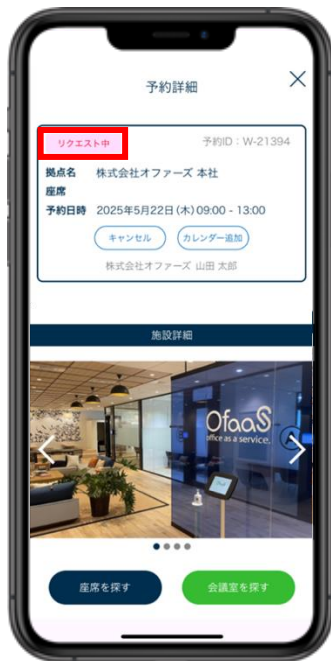 予約詳細
リクエスト中
予約ID：W-21394
拠点名 株式会社オファーズ 本社
座席
予約日時 2025年5月22日(木) 09:00 - 13:00
キャンセル カレンダー追加
株式会社オファーズ 山田 太郎
施設詳細
OfaaS
office as a service.
座席を探す 会議室を探す